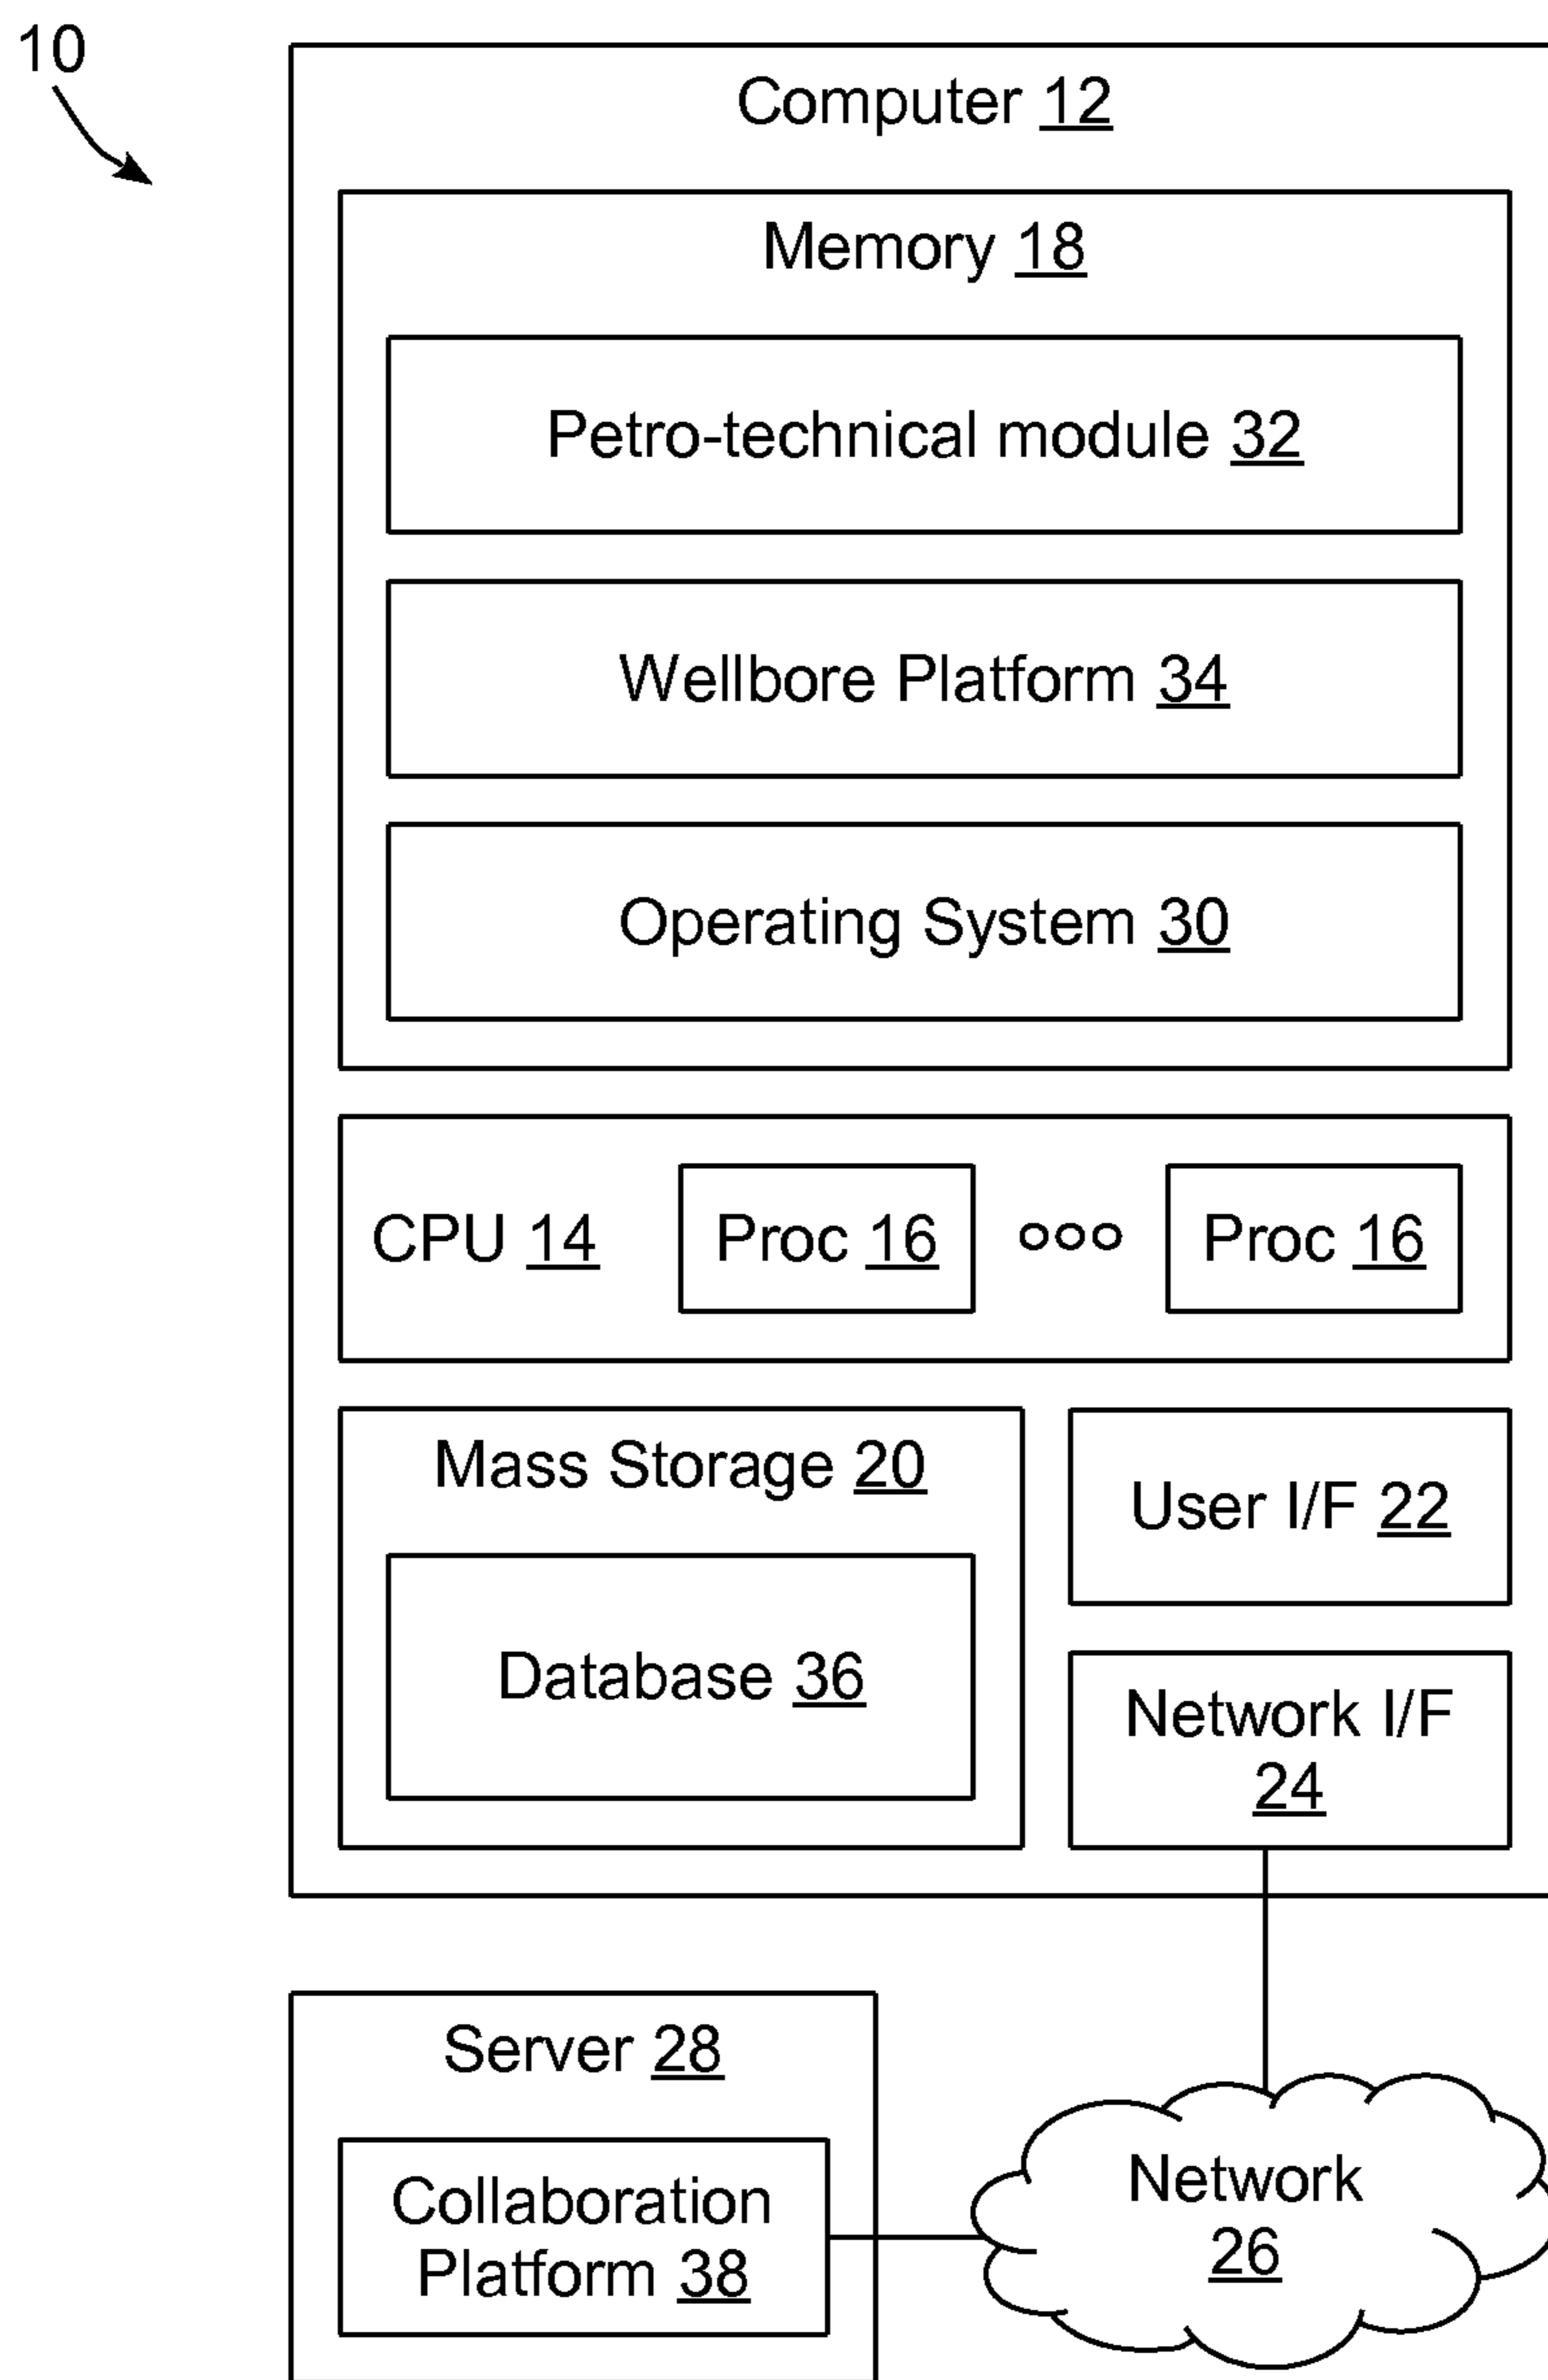 10
Computer 12
Memory 18
Petro-technical module 32
Wellbore Platform 34
Operating System 30
CPU 14
Proc 16
Proc 16
Mass Storage 20
Database 36
User I/F 22
Network I/F
24
Server 28
Collaboration
Platform 38
Network
26